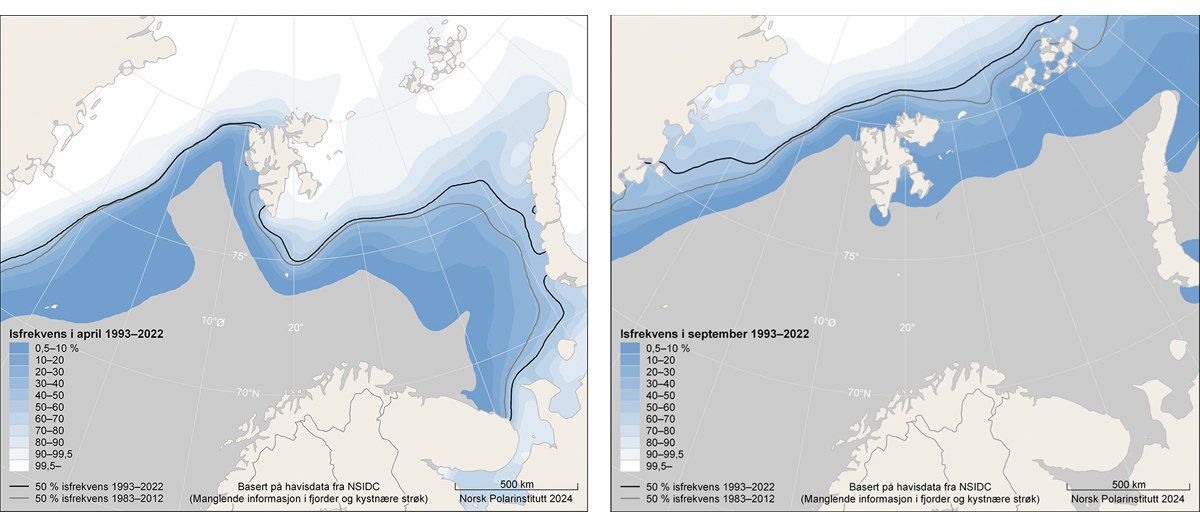 75°
10°Ø
20°
70°N
Isfrekvens i april 1993–2022
0,5–10 %
10–20
20–30
30–40
40–50
50–60
60–70
70–80
80–90
90–99,5
99,5–
50 % isfrekvens 1993–2022
50 % isfrekvens 1983–2012
Basert på havisdata fra NSIDC
(Manglende informasjon i fjorder og kystnære strøk)
500 km
Norsk Polarinstitutt 2024
75°
10°Ø
20°
70°N
Isfrekvens i september 1993–2022
0,5–10 %
10–20
20–30
30–40
40–50
50–60
60–70
70–80
80–90
90–99,5
99,5–
50 % isfrekvens 1993–2022
50 % isfrekvens 1983–2012
Basert på havisdata fra NSIDC
(Manglende informasjon i fjorder og kystnære strøk)
500 km
Norsk Polarinstitutt 2024